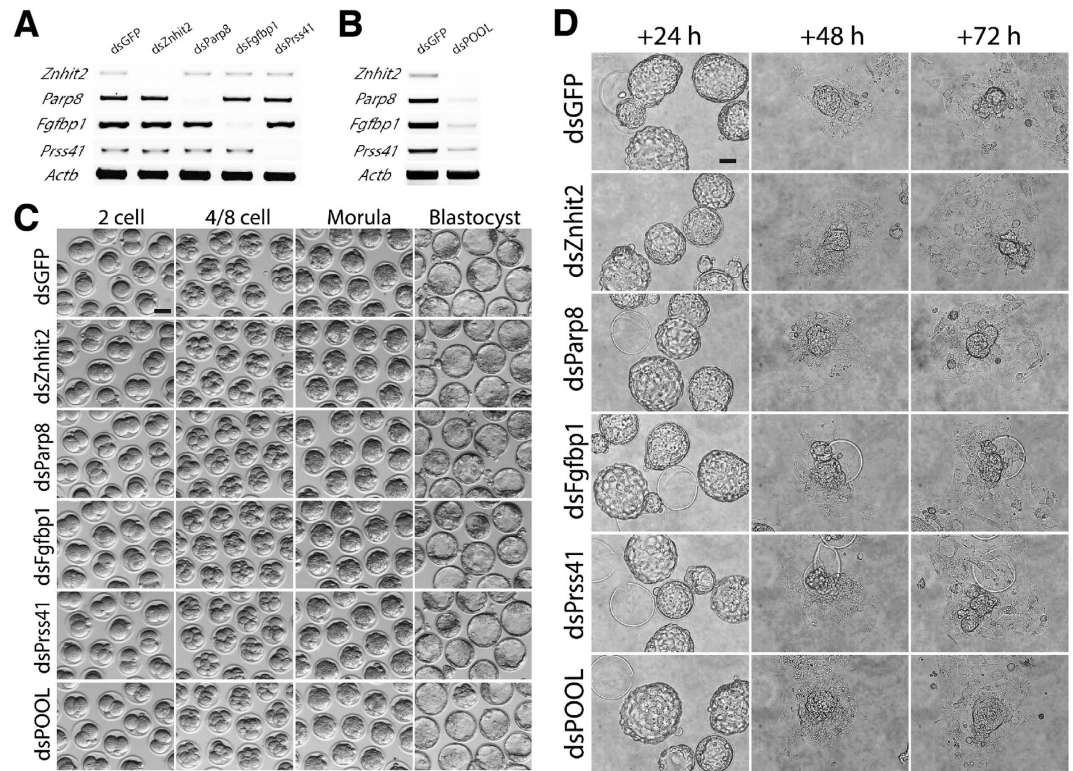 A
dsGFP dsZnhit2 dsParp8 dsFgfbp1 dsPrss41
Znhit2
Parp8
Fgfbp1
Prss41
Actb
B
dsGFP dsPOOL
Znhit2
Parp8
Fgfbp1
Prss41
Actb
C
2 cell 4/8 cell Morula Blastocyst
dsGFP
dsZnhit2
dsParp8
dsFgfbp1
dsPrss41
dsPOOL
D
+24 h +48 h +72 h
dsGFP
dsZnhit2
dsParp8
dsFgfbp1
dsPrss41
dsPOOL